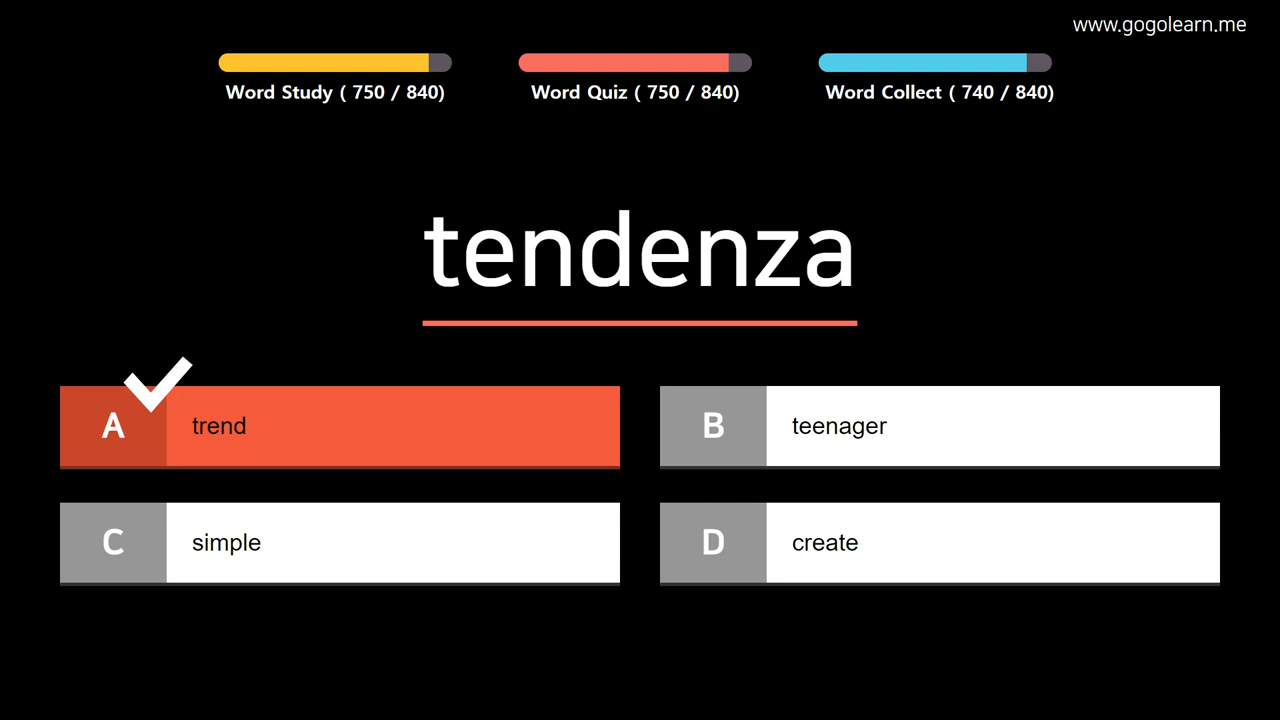 www.gogolearn.me
Word Study ( 750 / 840)
Word Quiz ( 750 / 840)
Word Collect ( 740 / 840)
tendenza
A trend
B teenager
C simple
D create